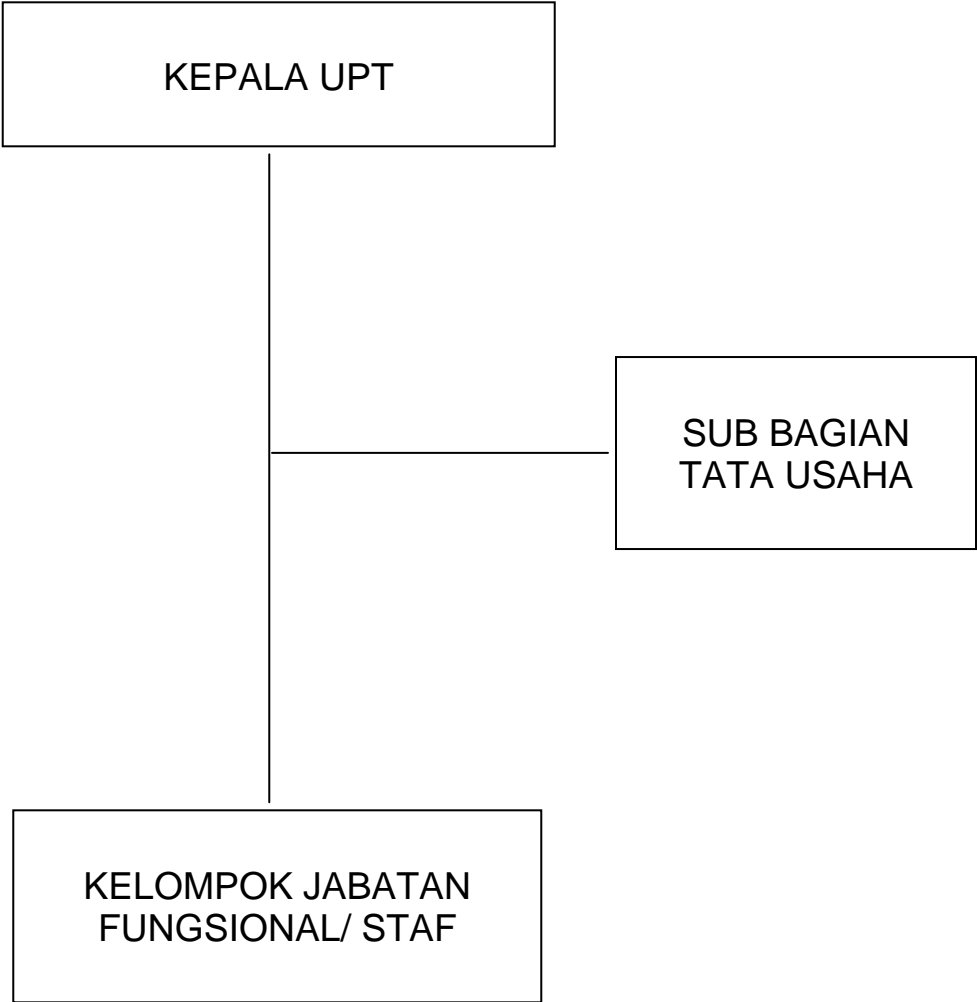 KEPALA UPT
SUB BAGIAN
TATA USAHA
KELOMPOK JABATAN
FUNGSIONAL/ STAF